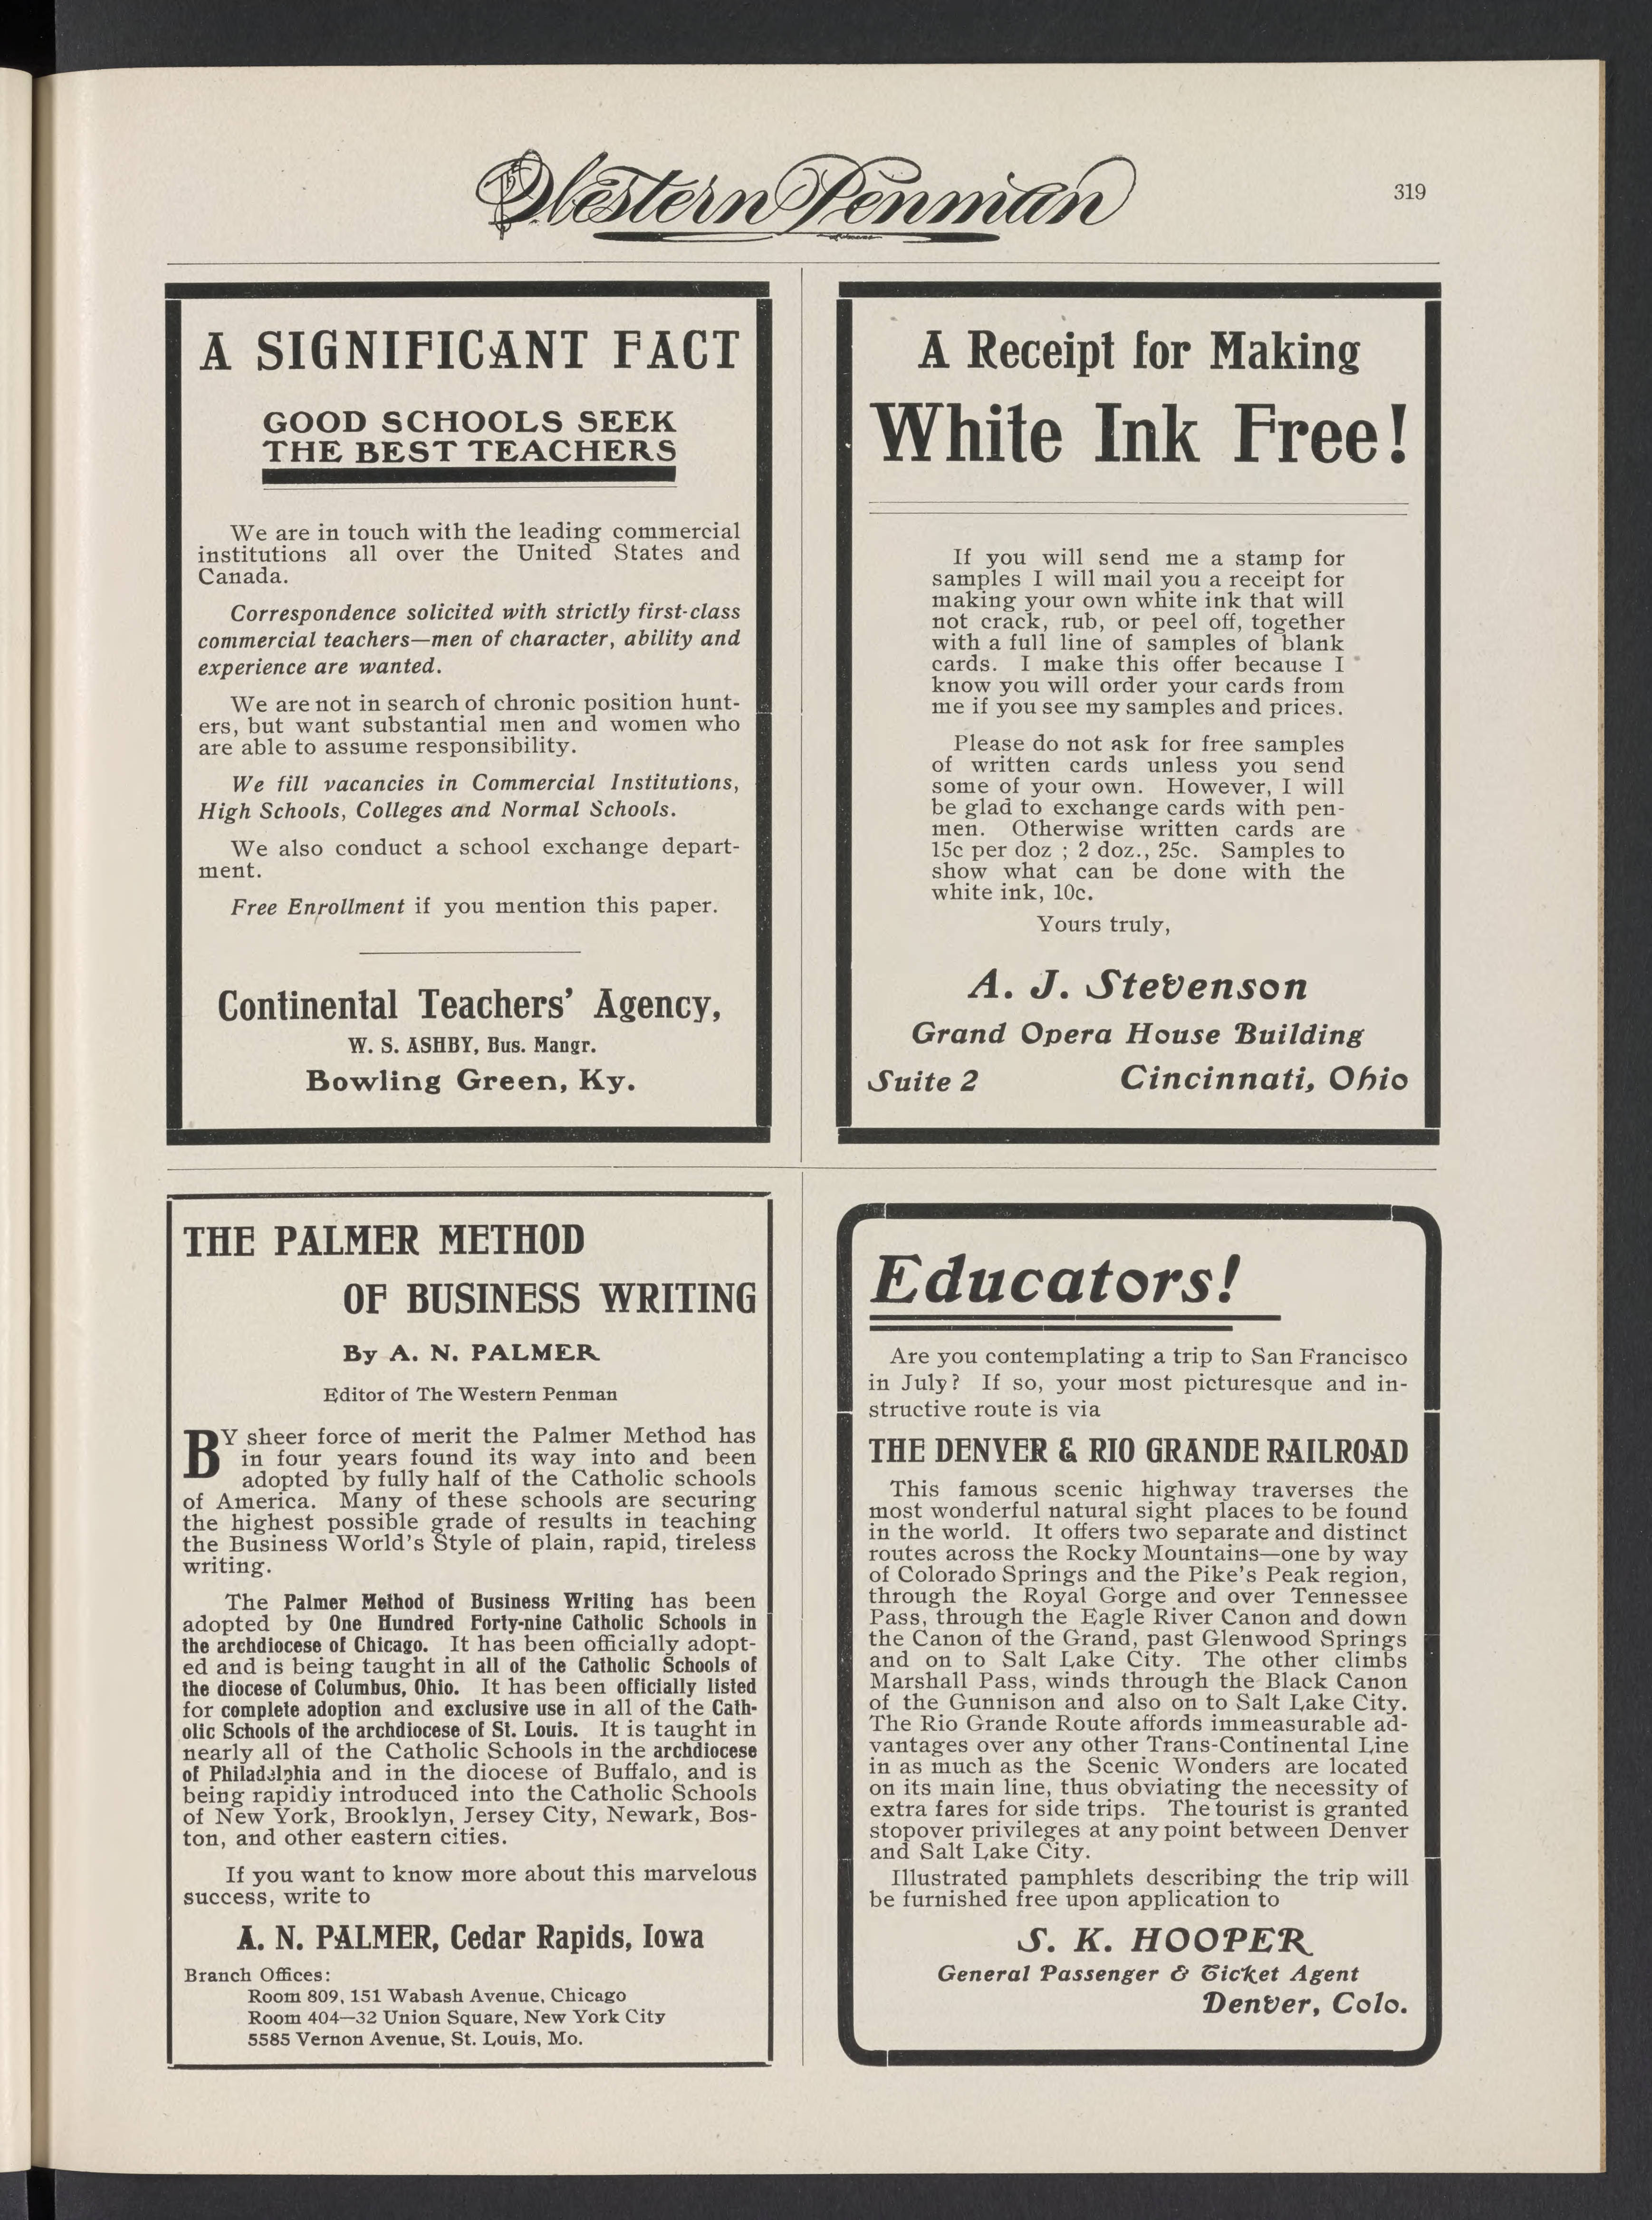 Western Penman
319
A SIGNIFICANT FACT
GOOD SCHOOLS SEEK
THE BEST TEACHERS
We are in touch with the leading commercial
institutions all over the United States and
Canada.
Correspondence solicited with strictly first-class
commercial teachers—men of character, ability and
experience are wanted.
We are not in search of chronic position hunt-
ers, but want substantial men and women who
are able to assume responsibility.
We fill vacancies in Commercial Institutions,
High Schools, Colleges and Normal Schools.
We also conduct a school exchange depart-
ment.
Free Enrollment if you mention this paper.
Continental Teachers' Agency,
W. S. ASHBY, Bus. Mangr.
Bowling Green, Ky.
A Receipt for Making
White Ink Free!
If you will send me a stamp for
samples I will mail you a receipt for
making your own white ink that will
not crack, rub, or peel off, together
with a full line of samples of blank
cards. I make this offer because I
know you will order your cards from
me if you see my samples and prices.
Please do not ask for free samples
of written cards unless you send
some of your own. However, I will
be glad to exchange cards with pen-
men. Otherwise written cards are
15c per doz ; 2 doz., 25c. Samples to
show what can be done with the
white ink, 10c.
Yours truly,
A. J. Stevenson
Grand Opera House Building
Suite 2 Cincinnati, Ohio
THE PALMER METHOD
OF BUSINESS WRITING
By A. N. PALMER
Editor of The Western Penman
BY sheer force of merit the Palmer Method has
in four years found its way into and been
adopted by fully half of the Catholic schools
of America. Many of these schools are securing
the highest possible grade of results in teaching
the Business World's Style of plain, rapid, tireless
writing.
The Palmer Method of Business Writing has been
adopted by One Hundred Forty-nine Catholic Schools in
the archdiocese of Chicago. It has been officially adopt-
ed and is being taught in all of the Catholic Schools of
the diocese of Columbus, Ohio. It has been officially listed
for complete adoption and exclusive use in all of the Cath-
olic Schools of the archdiocese of St. Louis. It is taught in
nearly all of the Catholic Schools in the archdiocese
of Philadelphia and in the diocese of Buffalo, and is
being rapidly introduced into the Catholic Schools
of New York, Brooklyn, Jersey City, Newark, Bos-
ton, and other eastern cities.
If you want to know more about this marvelous
success, write to
A. N. PALMER, Cedar Rapids, Iowa
Branch Offices:
Room 809, 151 Wabash Avenue, Chicago
Room 404—32 Union Square, New York City
5585 Vernon Avenue, St. Louis, Mo.
Educators!
Are you contemplating a trip to San Francisco
in July? If so, your most picturesque and in-
structive route is via
THE DENVER & RIO GRANDE RAILROAD
This famous scenic highway traverses the
most wonderful natural sight places to be found
in the world. It offers two separate and distinct
routes across the Rocky Mountains—one by way
of Colorado Springs and the Pike's Peak region,
through the Royal Gorge and over Tennessee
Pass, through the Eagle River Canon and down
the Canon of the Grand, past Glenwood Springs
and on to Salt Lake City. The other climbs
Marshall Pass, winds through the Black Canon
of the Gunnison and also on to Salt Lake City.
The Rio Grande Route affords immeasurable ad-
vantages over any other Trans-Continental Line
in as much as the Scenic Wonders are located
on its main line, thus obviating the necessity of
extra fares for side trips. The tourist is granted
stopover privileges at any point between Denver
and Salt Lake City.
Illustrated pamphlets describing the trip will
be furnished free upon application to
S. K. HOOPER
General Passenger & Ticket Agent
Denver, Colo.